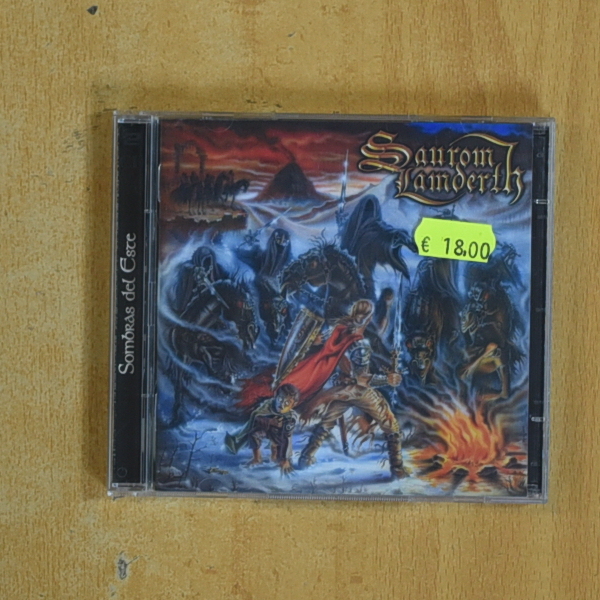 Saurom
Lamderth
€ 18,00
Sombras del Este